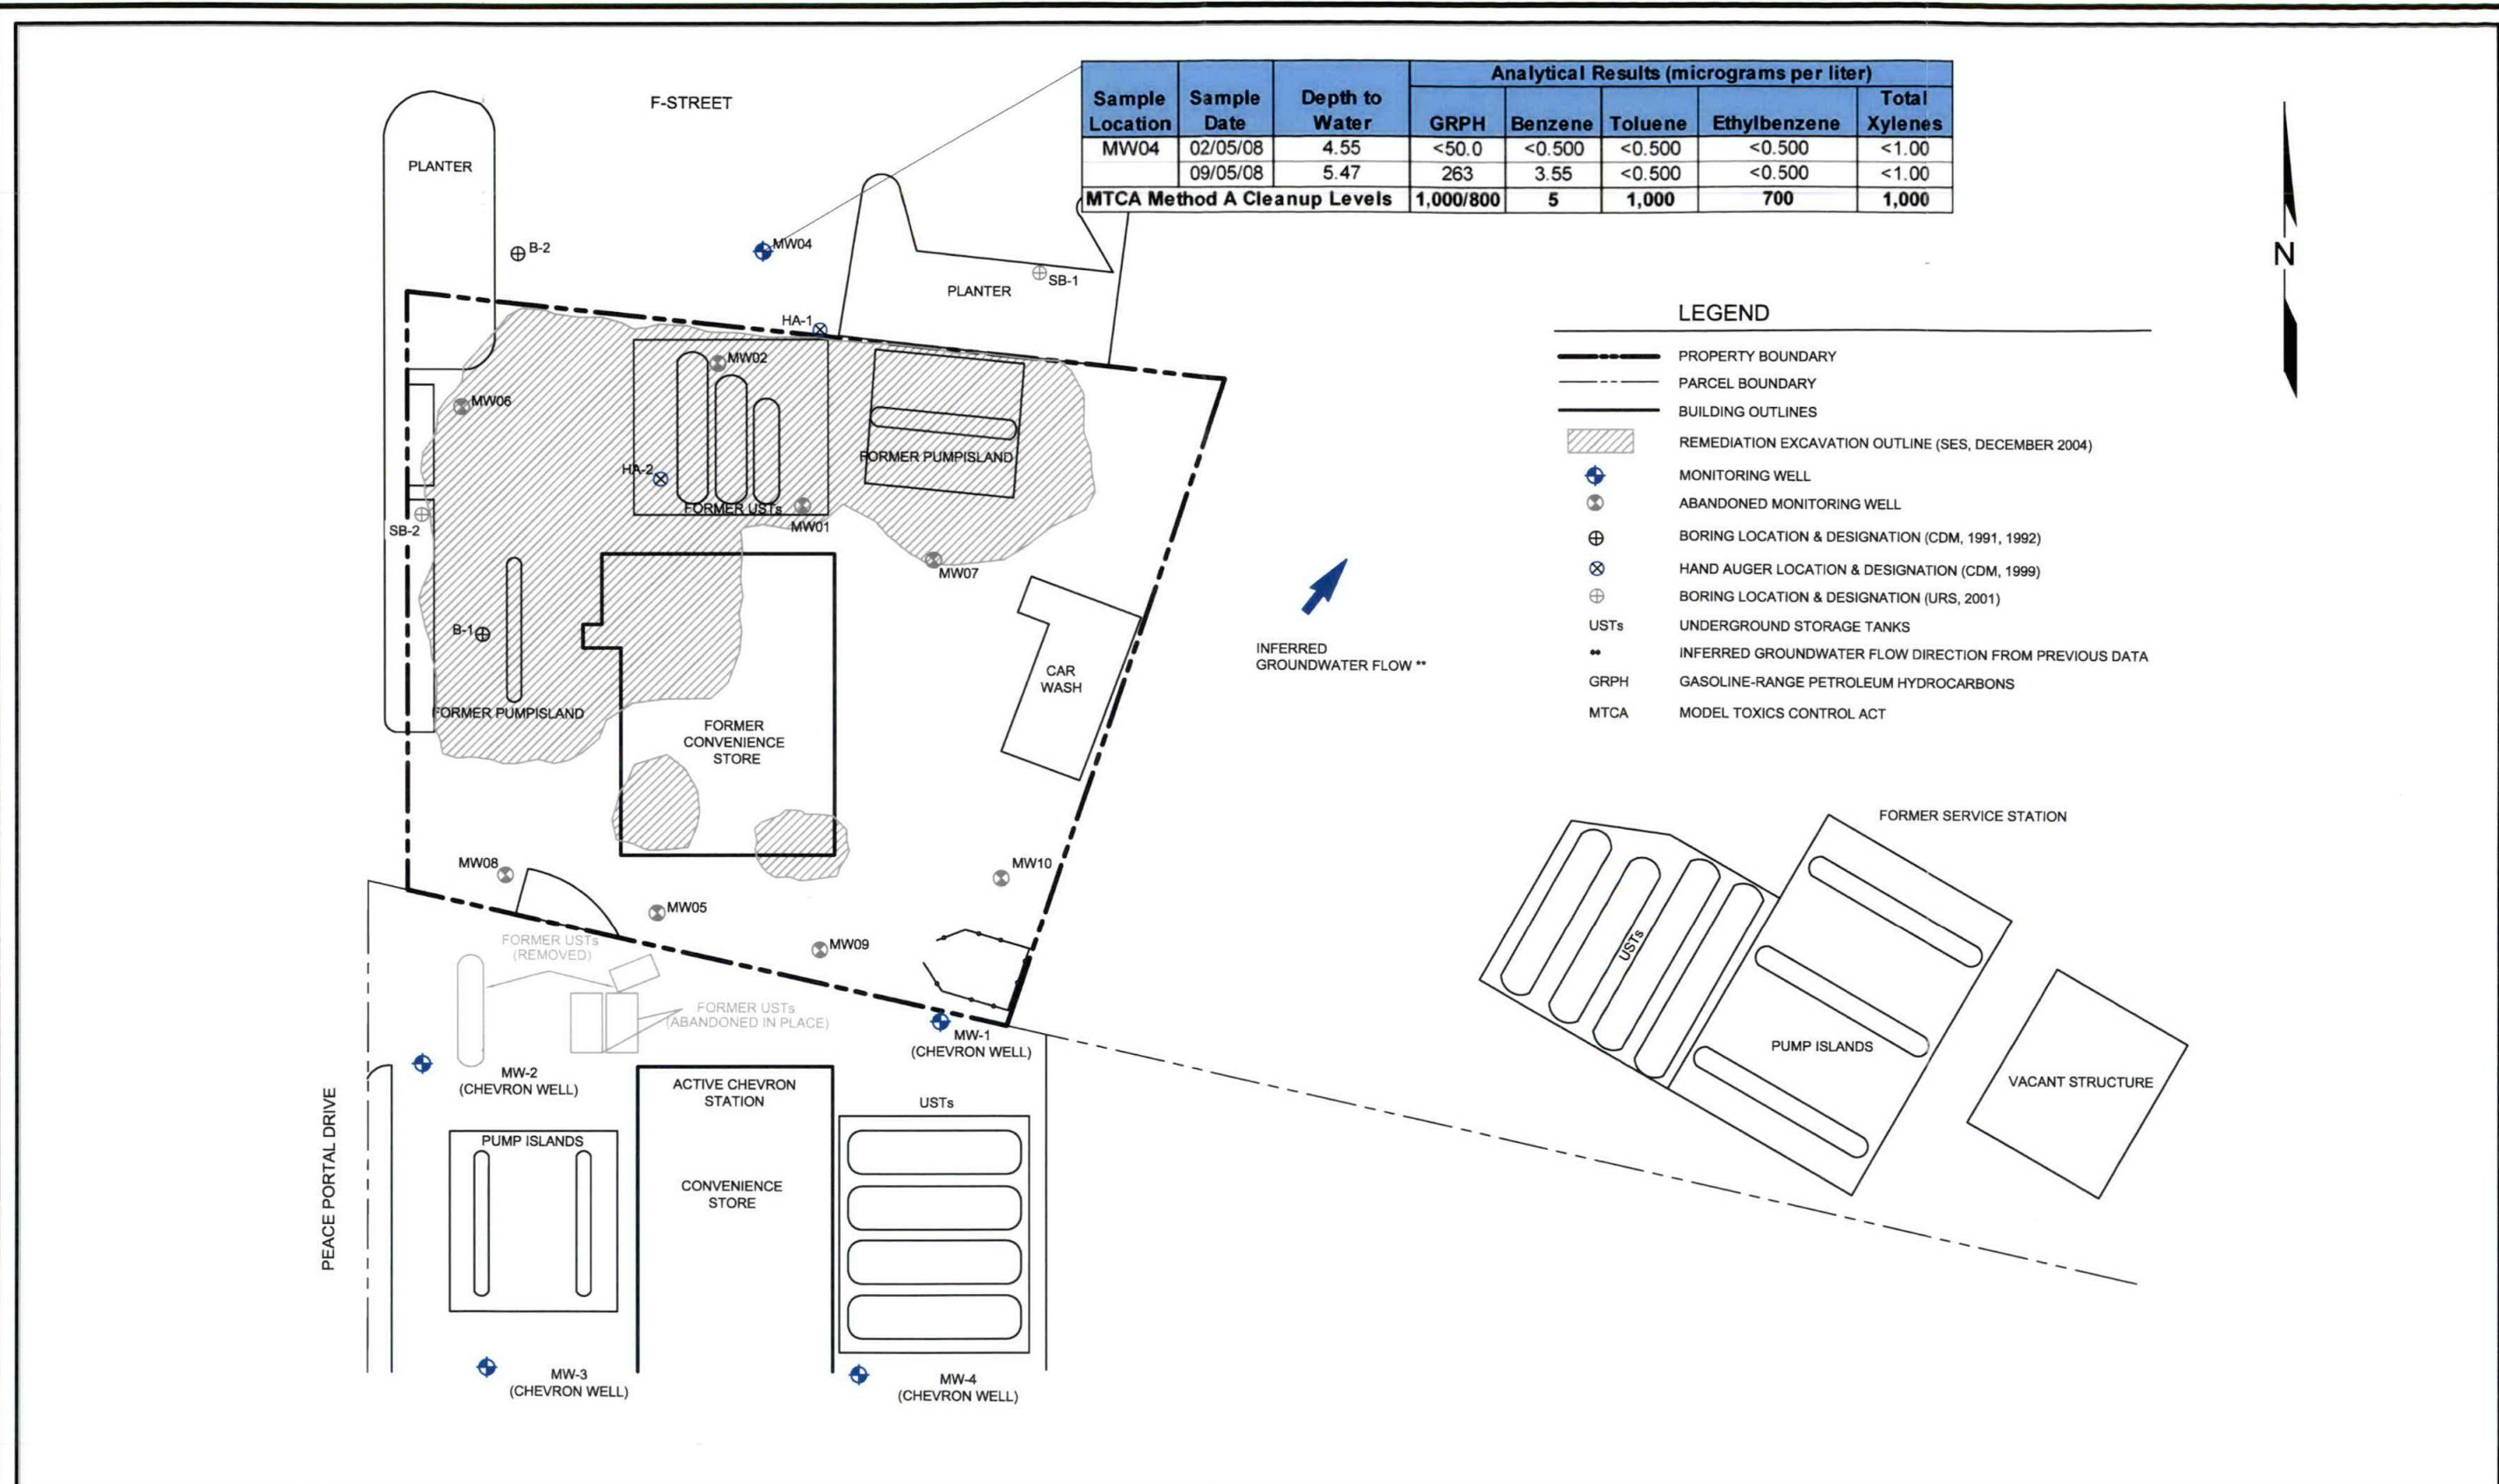 F-STREET
Analytical Results (micrograms per liter)
Sample Location Sample Date Depth to Water GRPH Benzene Toluene Ethylbenzene Total Xylenes
MW04 02/05/08 4.55 <50.0 <0.500 <0.500 <0.500 <1.00
09/05/08 5.47 263 3.55 <0.500 <0.500 <1.00
MTCA Method A Cleanup Levels 1,000/800 5 1,000 700 1,000
PLANTER
B-2
MW04
SB-1
PLANTER
N
HA-1
MW02
MW06
FORMER PUMPISLAND
HA-2
FORMER USTs
MW01
SB-2
MW07
B-1
FORMER PUMPISLAND
CAR
WASH
FORMER
CONVENIENCE
STORE
INFERRED
GROUNDWATER FLOW **
LEGEND
PROPERTY BOUNDARY
PARCEL BOUNDARY
BUILDING OUTLINES
REMEDIATION EXCAVATION OUTLINE (SES, DECEMBER 2004)
MONITORING WELL
ABANDONED MONITORING WELL
BORING LOCATION & DESIGNATION (CDM, 1991, 1992)
HAND AUGER LOCATION & DESIGNATION (CDM, 1999)
BORING LOCATION & DESIGNATION (URS, 2001)
USTs UNDERGROUND STORAGE TANKS
** INFERRED GROUNDWATER FLOW DIRECTION FROM PREVIOUS DATA
GRPH GASOLINE-RANGE PETROLEUM HYDROCARBONS
MTCA MODEL TOXICS CONTROL ACT
MW08
MW05
MW09
MW10
FORMER USTs
(REMOVED)
FORMER USTs
(ABANDONED IN PLACE)
MW-1
(CHEVRON WELL)
MW-2
(CHEVRON WELL)
ACTIVE CHEVRON
STATION
USTs
PUMP ISLANDS
CONVENIENCE
STORE
PEACE PORTAL DRIVE
MW-3
(CHEVRON WELL)
MW-4
(CHEVRON WELL)
FORMER SERVICE STATION
USTs
PUMP ISLANDS
VACANT STRUCTURE